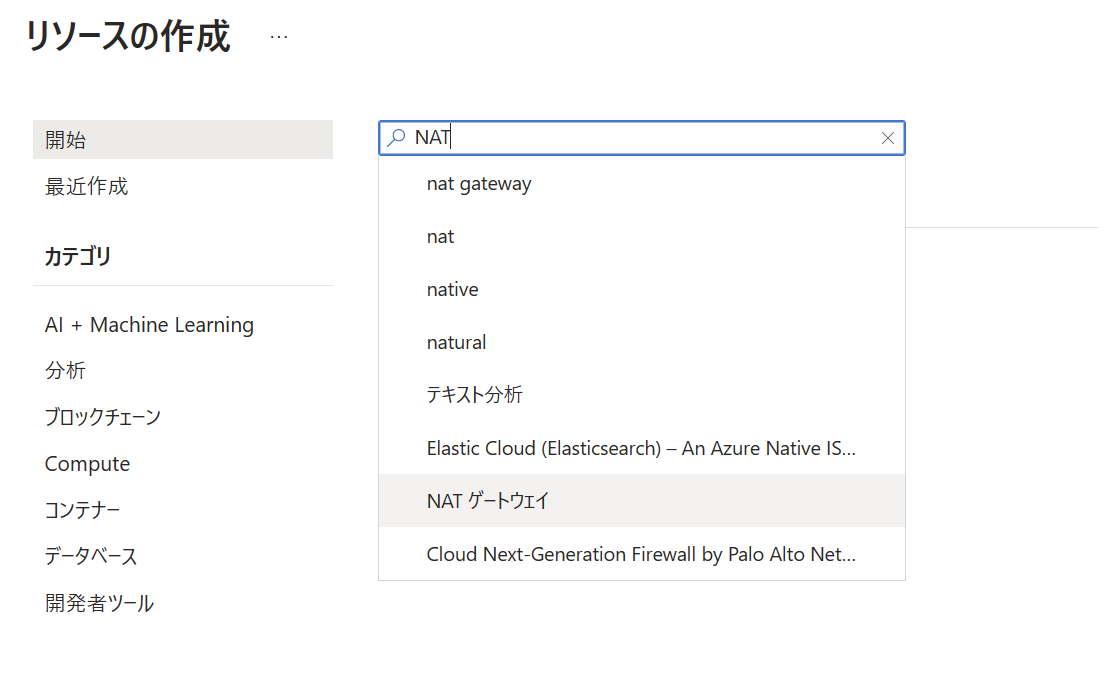 リソースの作成 ...
開始
最近作成
カテゴリ
AI + Machine Learning
分析
ブロックチェーン
Compute
コンテナー
データベース
開発者ツール
NAT
nat gateway
nat
native
natural
テキスト分析
Elastic Cloud (Elasticsearch) – An Azure Native IS...
NAT ゲートウェイ
Cloud Next-Generation Firewall by Palo Alto Net...